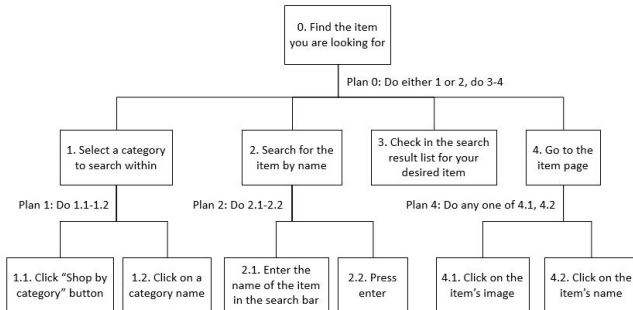 0. Find the item
you are looking for
Plan 0: Do either 1 or 2, do 3-4
1. Select a category
to search within
2. Search for the
item by name
3. Check in the search
result list for your
desired item
4. Go to the
item page
Plan 1: Do 1.1-1.2
Plan 2: Do 2.1-2.2
Plan 4: Do any one of 4.1, 4.2
1.1. Click “Shop by
category” button
1.2. Click on a
category name
2.1. Enter the
name of the item
in the search bar
2.2. Press
enter
4.1. Click on the
item’s image
4.2. Click on the
item’s name